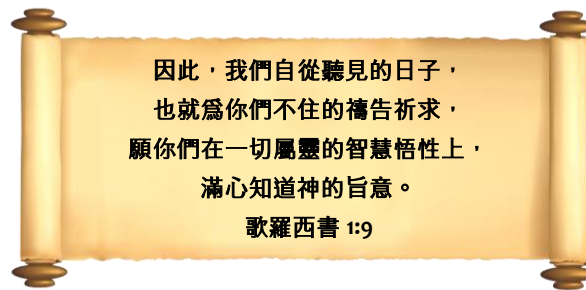 因此，我們自從聽見的日子，
也就為你們不住的禱告祈求，
願你們在一切屬靈的智慧悟性上，
滿心知道神的旨意。
歌羅西書 1:9